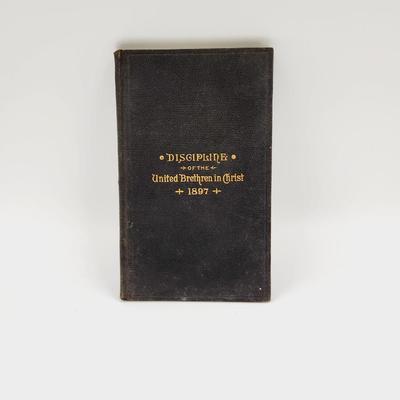 DISCIPLINE
OF THE
United Brethren in Christ
1897